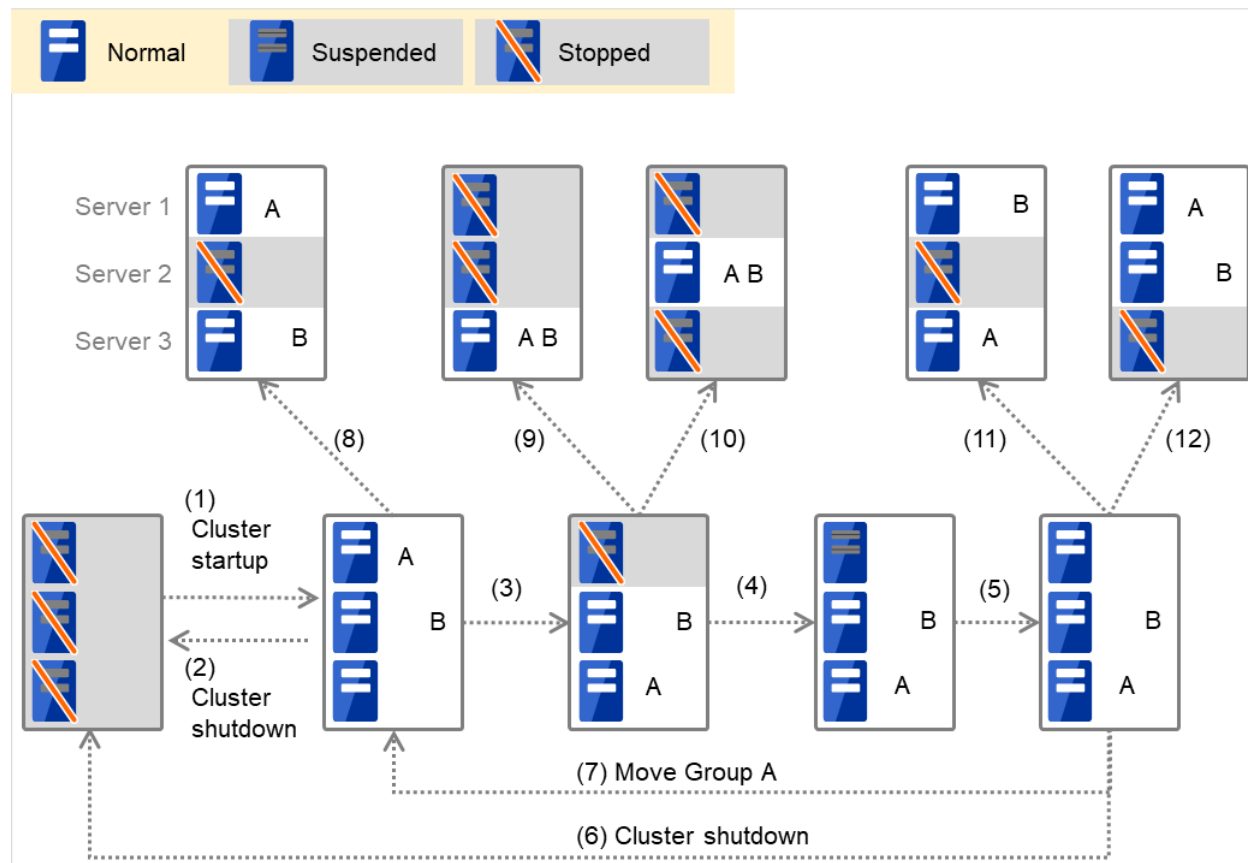 Normal
Suspended
Stopped
Server 1
A
B
A
Server 2
A B
B
Server 3
B
A B
A
(8)
(9)
(10)
(11)
(12)
(1)
Cluster
startup
A
(3)
B
(4)
B
(5)
B
B
(2)
Cluster
shutdown
A
A
A
(7) Move Group A
(6) Cluster shutdown